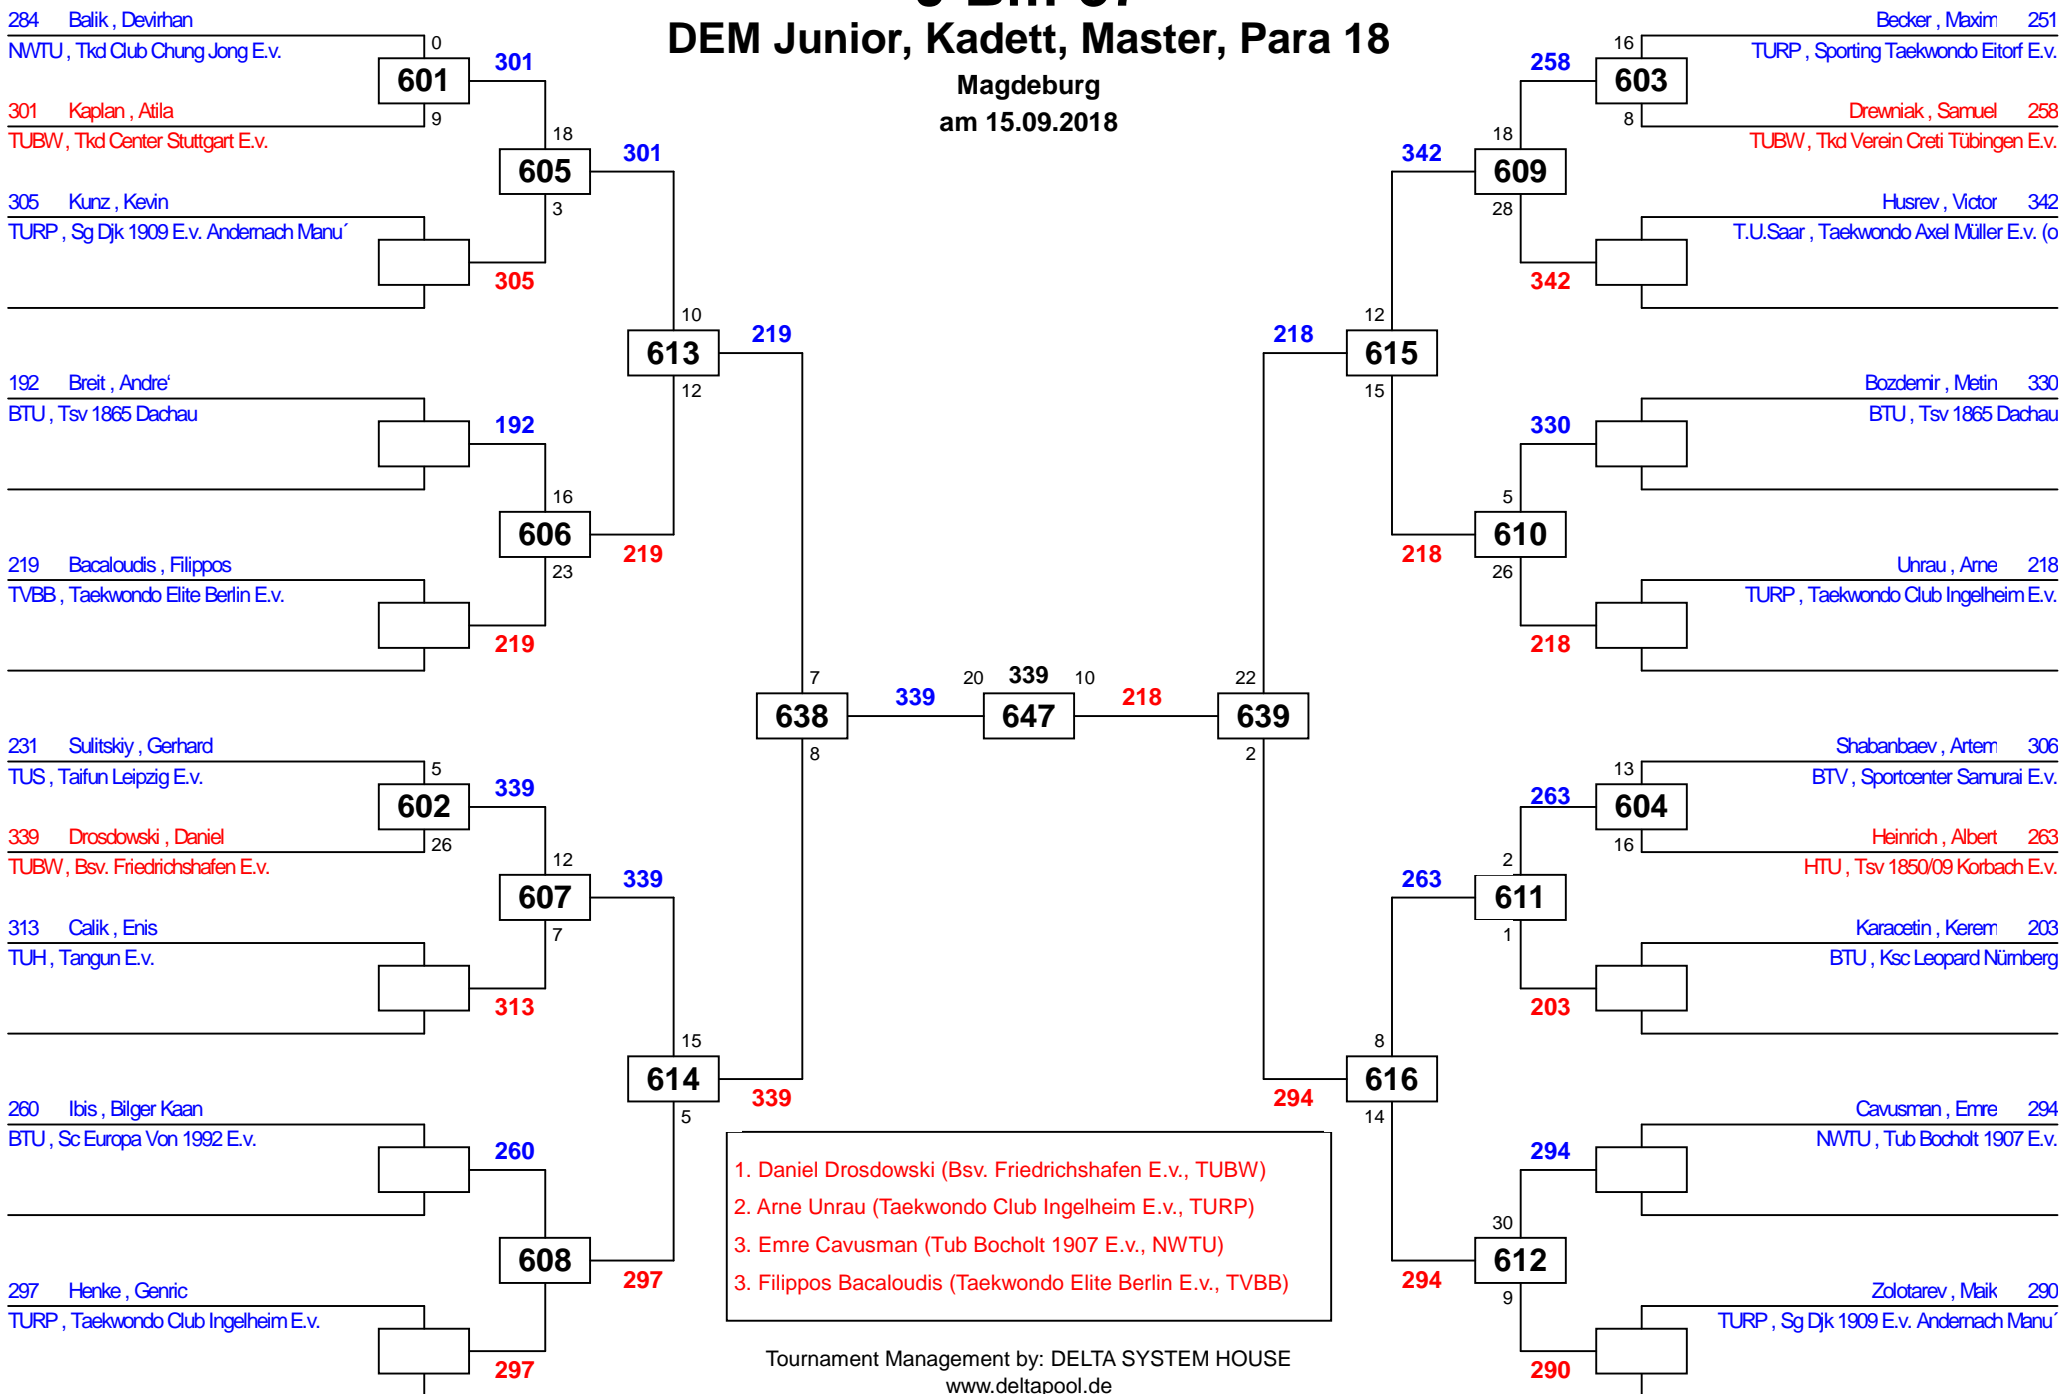 DEM Junior, Kadett, Master, Para 18
Magdeburg
am 15.09.2018
284 Balik , Devirhan
NWTU , Tkd Club Chung Jong E.v.
0
601
301
9
301 Kaplan , Atila
TUBW , Tkd Center Stuttgart E.v.
18
605
301
3
305 Kunz , Kevin
TURP , Sg Djk 1909 E.v. Andernach Manu´
305
10
613
219
12
192 Breit , Andre‘
BTU , Tsv 1865 Dachau
192
16
606
219
23
219 Bacaloudis , Filippos
TVBB , Taekwondo Elite Berlin E.v.
219
7
638
339
8
231 Sulitskiy , Gerhard
TUS , Taifun Leipzig E.v.
5
602
339
26
339 Drosdowski , Daniel
TUBW , Bsv. Friedrichshafen E.v.
12
607
339
7
313 Calik , Enis
TUH , Tangun E.v.
313
15
614
339
5
260 Ibis , Bilger Kaan
BTU , Sc Europa Von 1992 E.v.
260
608
297
297 Henke , Genric
TURP , Taekwondo Club Ingelheim E.v.
297
20 339 10
647
Becker , Maxim 251
TURP , Sporting Taekwondo Eitorf E.v.
16
603
258
8
Drewniak , Samuel 258
TUBW , Tkd Verein Creti Tübingen E.v.
18
609
342
28
Husrev , Victor 342
T.U.Saar , Taekwondo Axel Müller E.v. (o
342
12
615
218
15
Bozdemir , Metin 330
BTU , Tsv 1865 Dachau
330
5
610
218
26
Unrau , Arne 218
TURP , Taekwondo Club Ingelheim E.v.
218
22
639
218
2
Shabanbaev , Artem 306
BTV , Sportcenter Samurai E.v.
13
604
263
16
Heinrich , Albert 263
HTU , Tsv 1850/09 Korbach E.v.
2
611
263
1
Karacetin , Kerem 203
BTU , Ksc Leopard Nürnberg
203
8
616
294
14
Cavusman , Emre 294
NWTU , Tub Bocholt 1907 E.v.
294
30
612
294
9
Zolotarev , Maik 290
TURP , Sg Djk 1909 E.v. Andernach Manu´
290
1. Daniel Drosdowski (Bsv. Friedrichshafen E.v., TUBW)
2. Arne Unrau (Taekwondo Club Ingelheim E.v., TURP)
3. Emre Cavusman (Tub Bocholt 1907 E.v., NWTU)
3. Filippos Bacaloudis (Taekwondo Elite Berlin E.v., TVBB)
Tournament Management by: DELTA SYSTEM HOUSE
www.deltapool.de